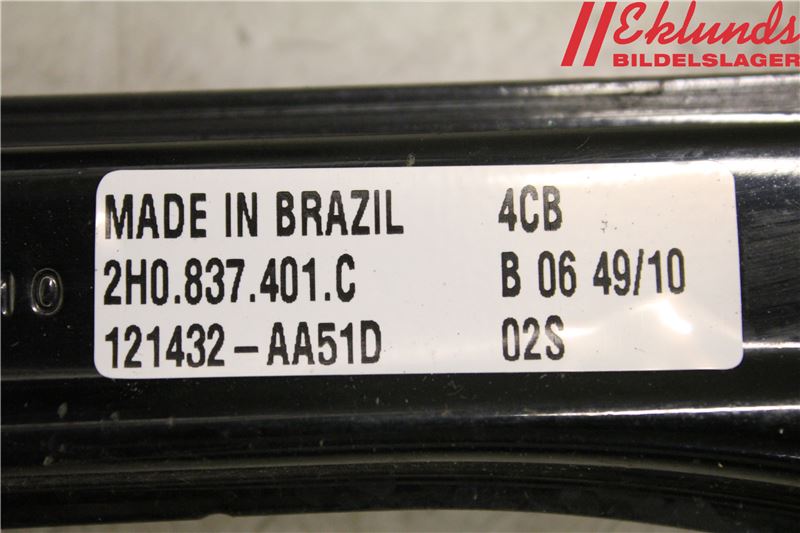 Eklunds
BILDELSLAGER
MADE IN BRAZIL 4CB
2H0.837.401.C B 06 49/10
121432-AA51D 02S